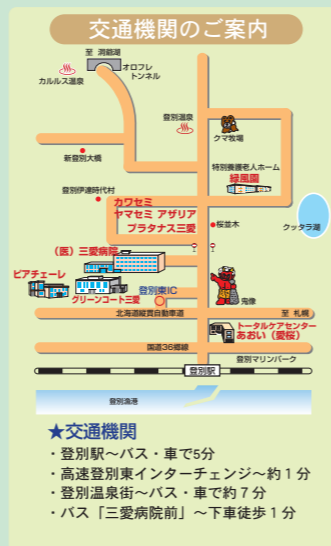 交通機関のご案内
至 洞爺湖
オロフレ
トンネル
カルルス温泉
登別温泉
クマ牧場
新登別大橋
特別養護老人ホーム
緑風園
登別伊達時代村
カワセミ
ヤマセミ アザリア
プラタナス三愛
クッタラ湖
桜並木
（医）三愛病院
ピアチェーレ
グリーンコート三愛
登別東IC
鬼像
北海道縦貫自動車道
至 札幌
トータルケアセンター
あおい（愛桜）
国道36号線
登別マリンパーク
登別駅
登別漁港
★交通機関
・登別駅～バス・車で5分
・高速登別東インターチェンジ～約１分
・登別温泉街～バス・車で約７分
・バス「三愛病院前」～下車徒歩１分